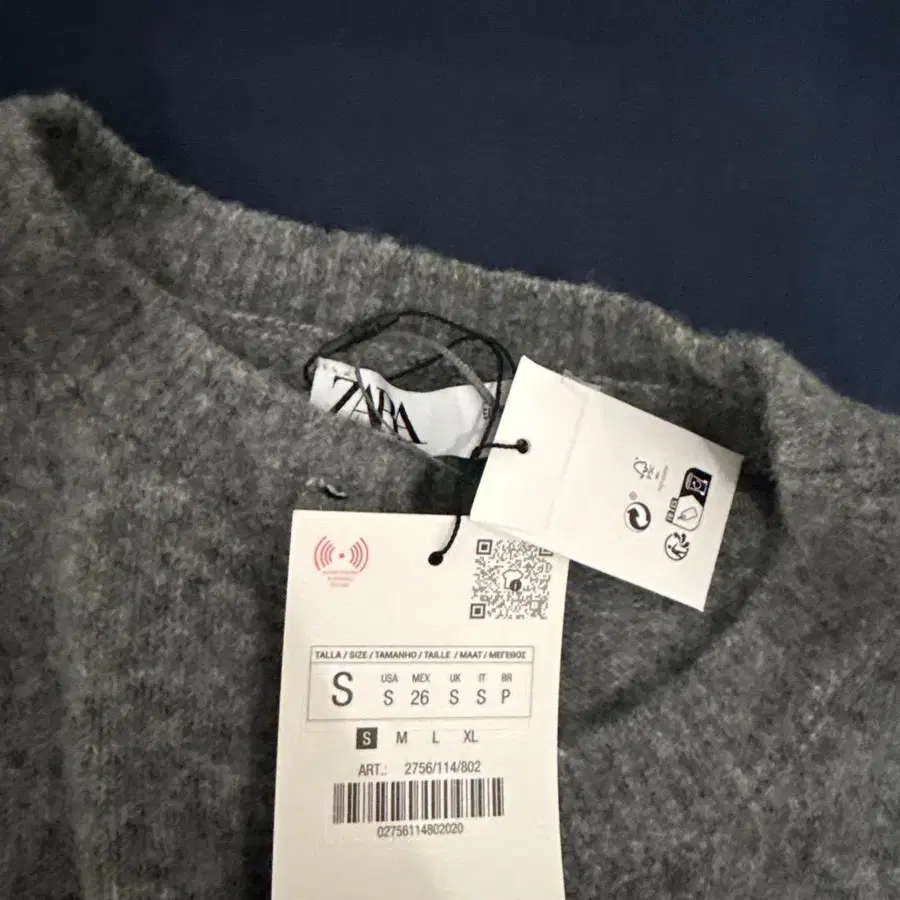 ZARA
FSC
TALLA / SIZE / TAMANHO / TAILLE / MAAT / ΜΕΓΕΘΟΣ
S
USA MEX UK IT BR
S 26 S S P
S M L XL
ART.: 2756/114/802
02756114802020